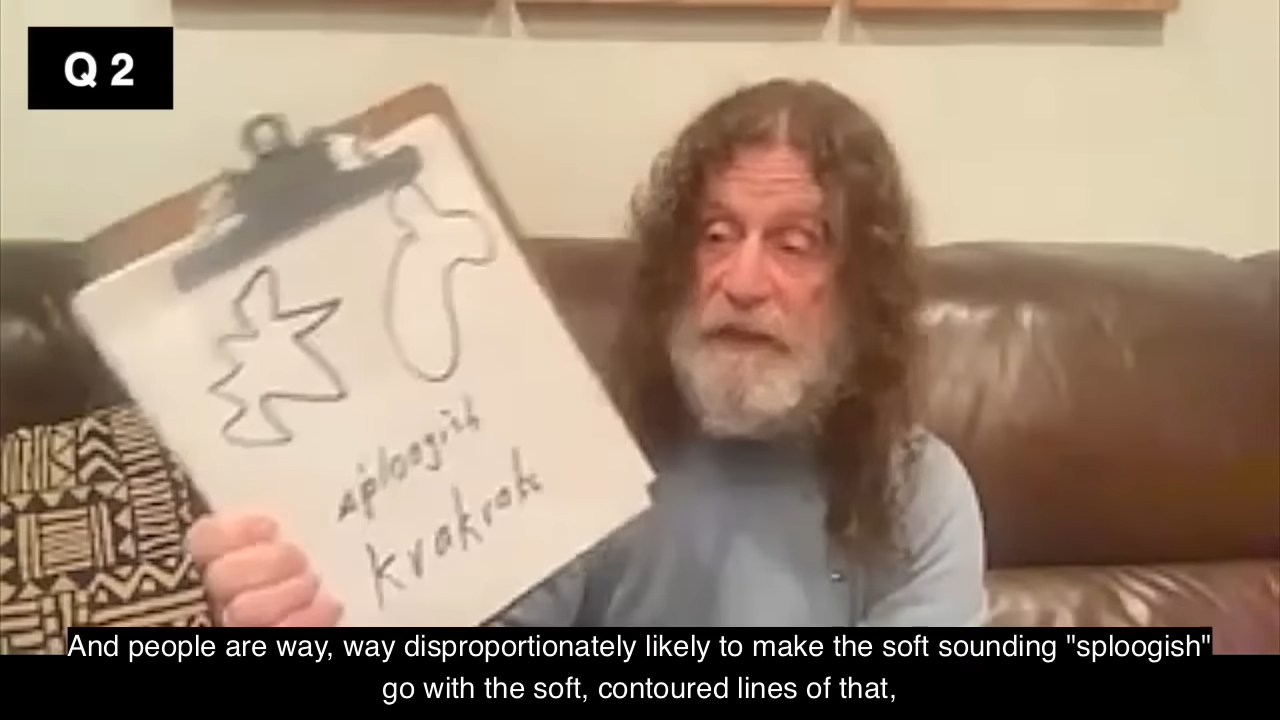 Q 2
sploogish
krakrok
And people are way, way disproportionately likely to make the soft sounding "sploogish"
go with the soft, contoured lines of that,